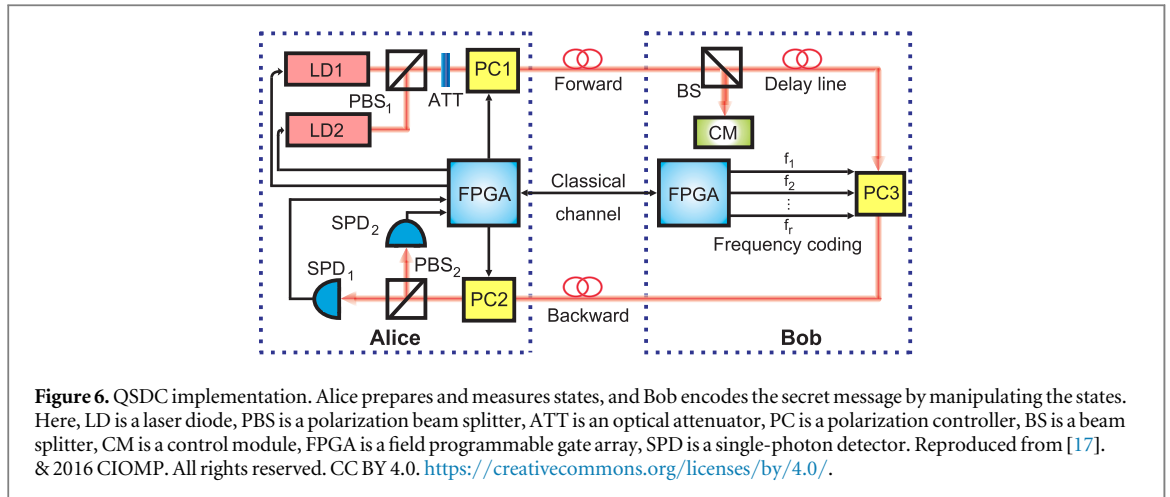 LD1
LD2
PBS1
ATT
PC1
Forward
BS
Delay line
CM
FPGA
Classical
channel
FPGA
f1
f2
⋮
fr
Frequency coding
PC3
SPD2
SPD1
PBS2
PC2
Backward
Alice
Bob
Figure 6. QSDC implementation. Alice prepares and measures states, and Bob encodes the secret message by manipulating the states.
Here, LD is a laser diode, PBS is a polarization beam splitter, ATT is an optical attenuator, PC is a polarization controller, BS is a beam
splitter, CM is a control module, FPGA is a field programmable gate array, SPD is a single-photon detector. Reproduced from [17].
& 2016 CIOMP. All rights reserved. CC BY 4.0. https://creativecommons.org/licenses/by/4.0/.